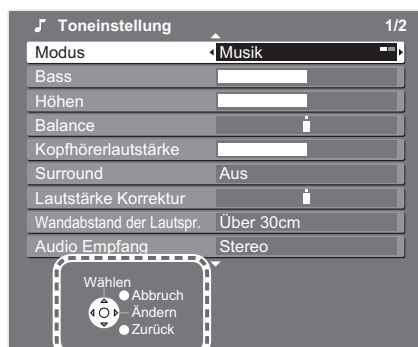 Toneinstellung 1/2
Modus Musik
Bass
Höhen
Balance
Kopfhörerlautstärke
Surround Aus
Lautstärke Korrektur
Wandabstand der Lautspr. Über 30cm
Audio Empfang Stereo
Wählen
Abbruch
Ändern
Zurück